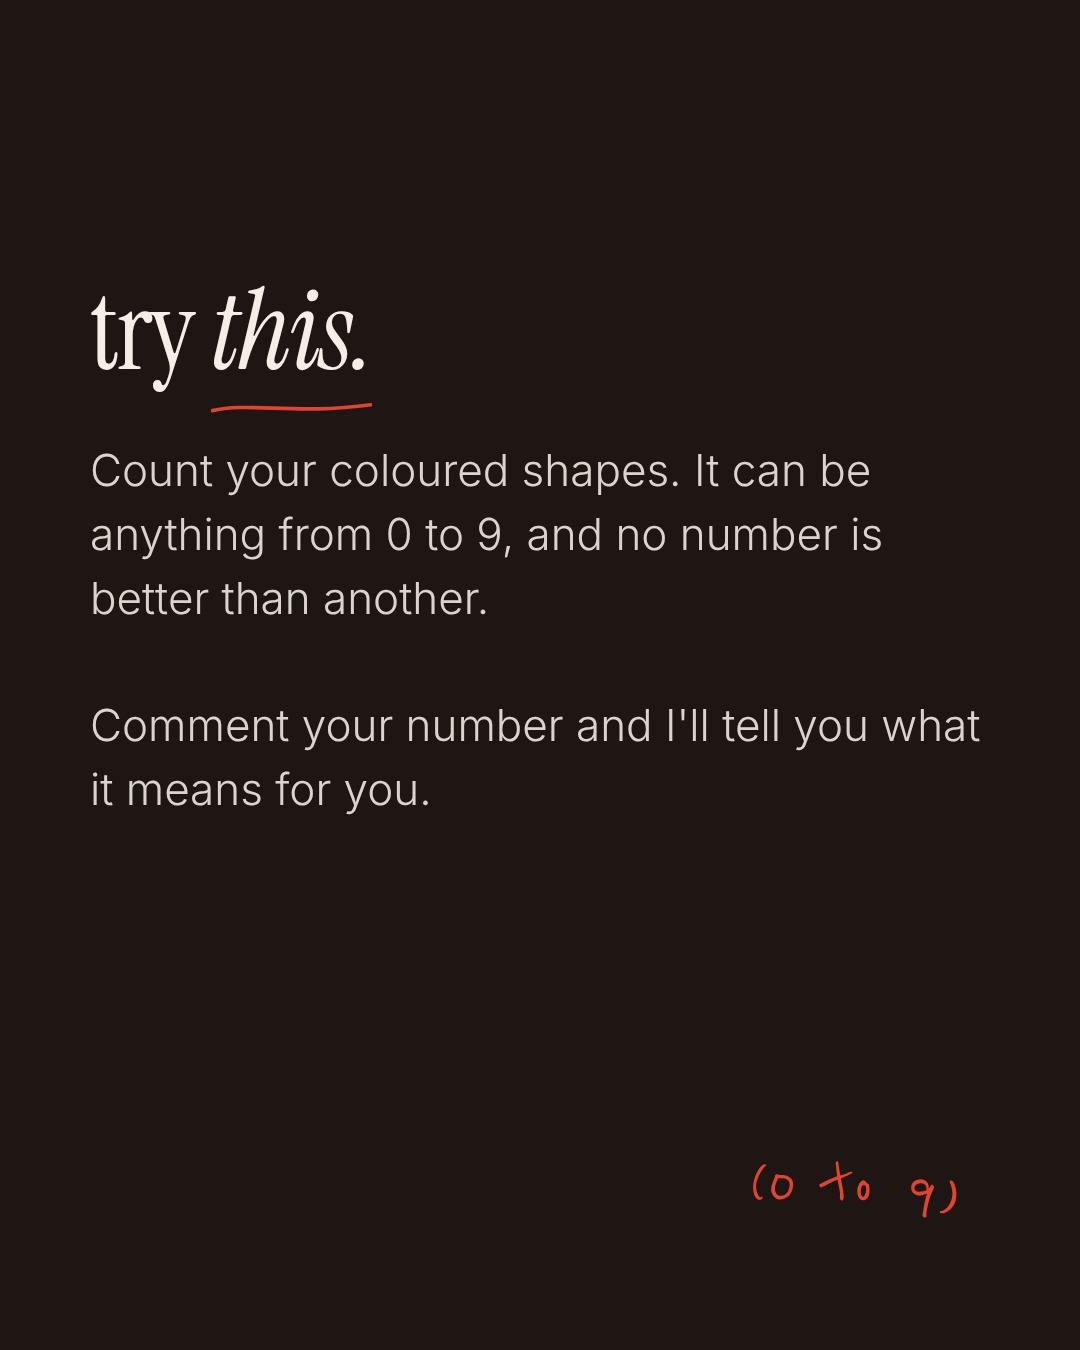 try this.
Count your coloured shapes. It can be
anything from 0 to 9, and no number is
better than another.
Comment your number and I'll tell you what
it means for you.
(0 to 9)